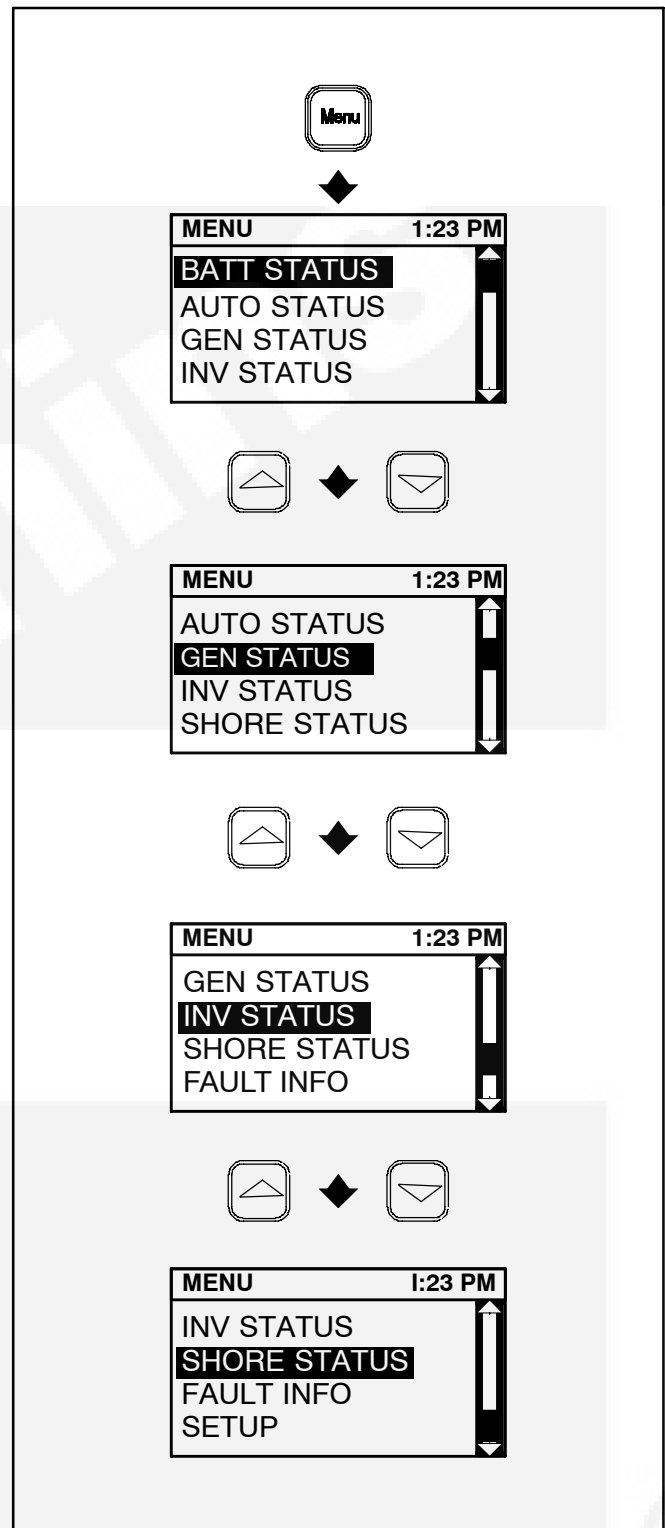 Menu
MENU 1:23 PM
BATT STATUS
AUTO STATUS
GEN STATUS
INV STATUS
MENU 1:23 PM
AUTO STATUS
GEN STATUS
INV STATUS
SHORE STATUS
MENU 1:23 PM
GEN STATUS
INV STATUS
SHORE STATUS
FAULT INFO
MENU I:23 PM
INV STATUS
SHORE STATUS
FAULT INFO
SETUP